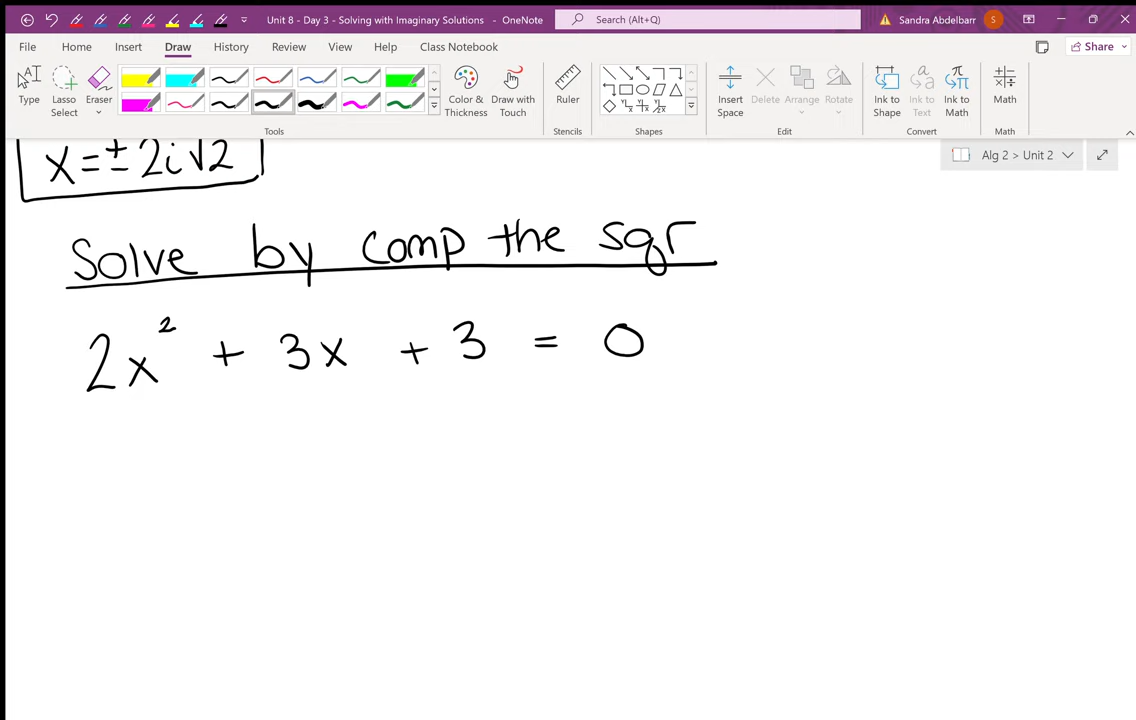 Unit 8 - Day 3 - Solving with Imaginary Solutions - OneNote
Search (Alt+Q)
Sandra Abdelbarr
S
File Home Insert Draw History Review View Help Class Notebook
Share
Type
Lasso Select
Eraser
Color & Thickness
Draw with Touch
Ruler
Insert Space
Delete
Arrange
Rotate
Ink to Shape
Ink to Text
Ink to Math
Math
Tools Stencils Shapes Edit Convert Math
Alg 2 > Unit 2
x = ± 2i √2
Solve by comp the sqr
2x² + 3x + 3 = 0